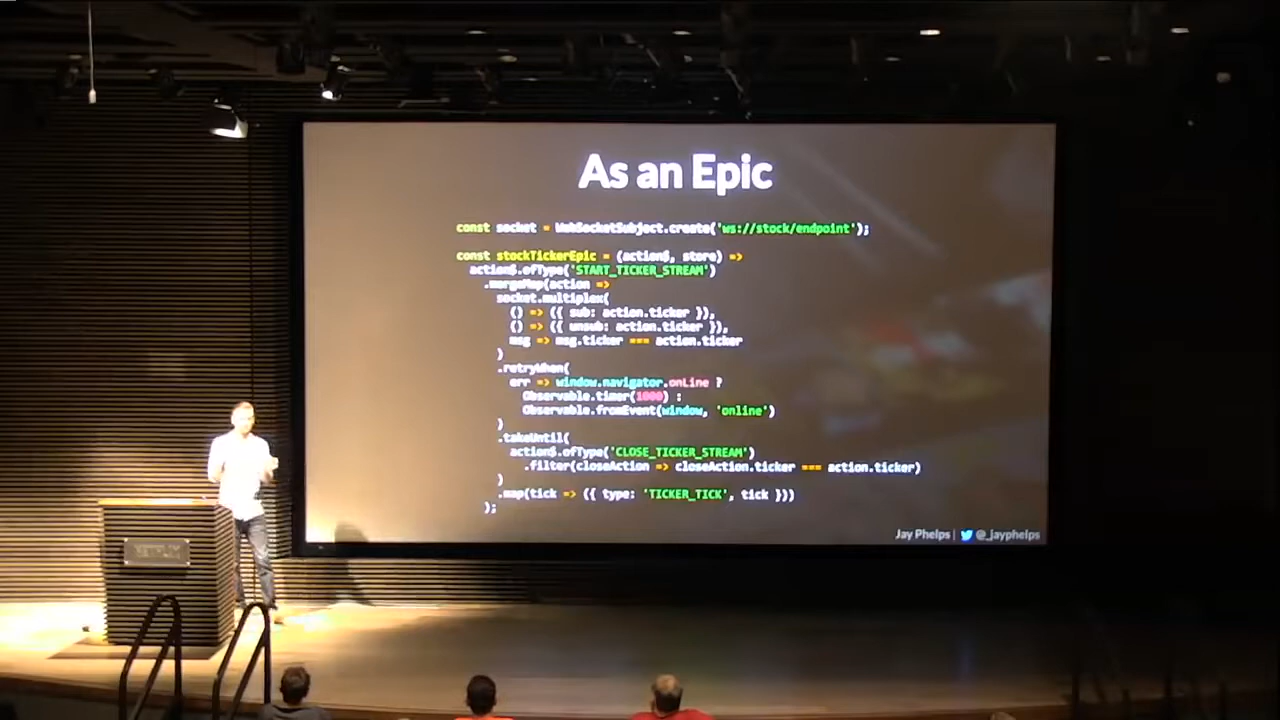 As an Epic
const socket = WebSocketSubject.create('ws://stock/endpoint');
const stockTickerEpic = (action$, store) =>
action$.ofType('START_TICKER_STREAM')
.mergeMap(action =>
socket.multiplex(
() => ({ sub: action.ticker }),
() => ({ unsub: action.ticker }),
msg => msg.ticker === action.ticker
)
.retryWhen(
err => window.navigator.onLine ?
Observable.timer(1000) :
Observable.fromEvent(window, 'online')
)
.takeUntil(
action$.ofType('CLOSE_TICKER_STREAM')
.filter(closeAction => closeAction.ticker === action.ticker)
)
.map(tick => ({ type: 'TICKER_TICK', tick }))
);
Jay Phelps | @_jayphelps
NETFLIX